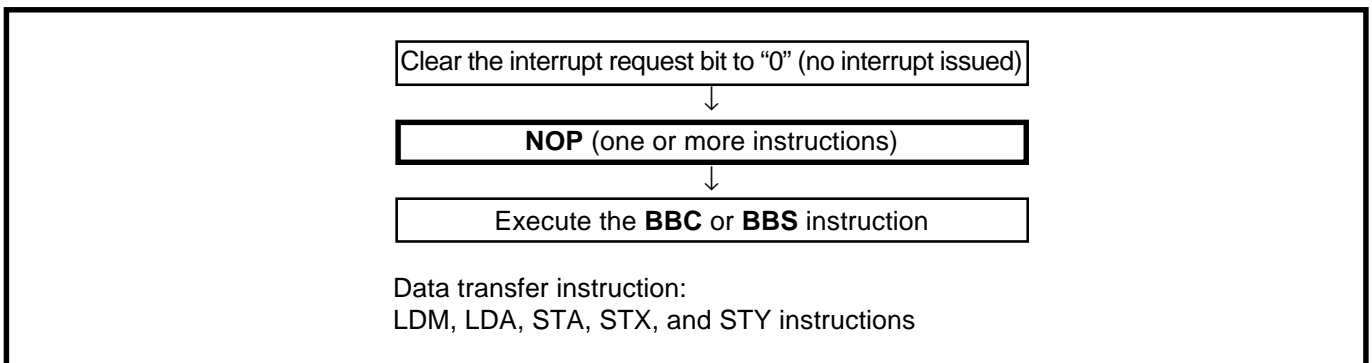 Clear the interrupt request bit to “0” (no interrupt issued)
↓
NOP (one or more instructions)
↓
Execute the BBC or BBS instruction
Data transfer instruction:
LDM, LDA, STA, STX, and STY instructions